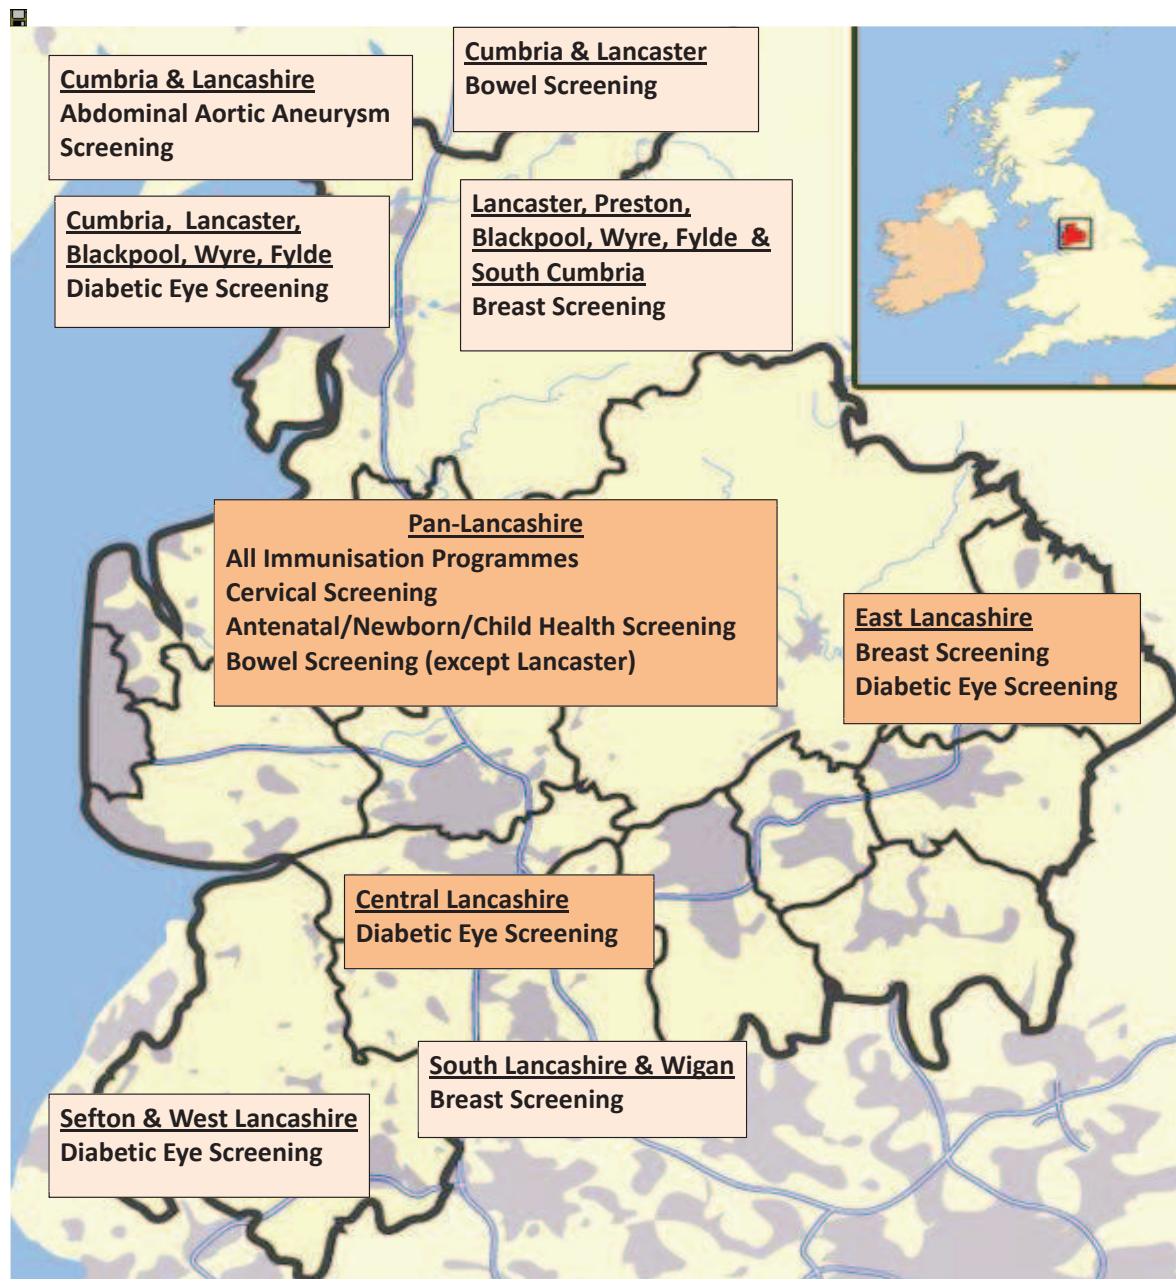 Cumbria & Lancashire
Abdominal Aortic Aneurysm
Screening
Cumbria & Lancaster
Bowel Screening
Cumbria,  Lancaster,
Blackpool, Wyre, Fylde
Diabetic Eye Screening
Lancaster, Preston,
Blackpool, Wyre, Fylde  &
South Cumbria
Breast Screening
Pan-Lancashire
All Immunisation Programmes
Cervical Screening
Antenatal/Newborn/Child Health Screening
Bowel Screening (except Lancaster)
East Lancashire
Breast Screening
Diabetic Eye Screening
Central Lancashire
Diabetic Eye Screening
South Lancashire & Wigan
Breast Screening
Sefton & West Lancashire
Diabetic Eye Screening